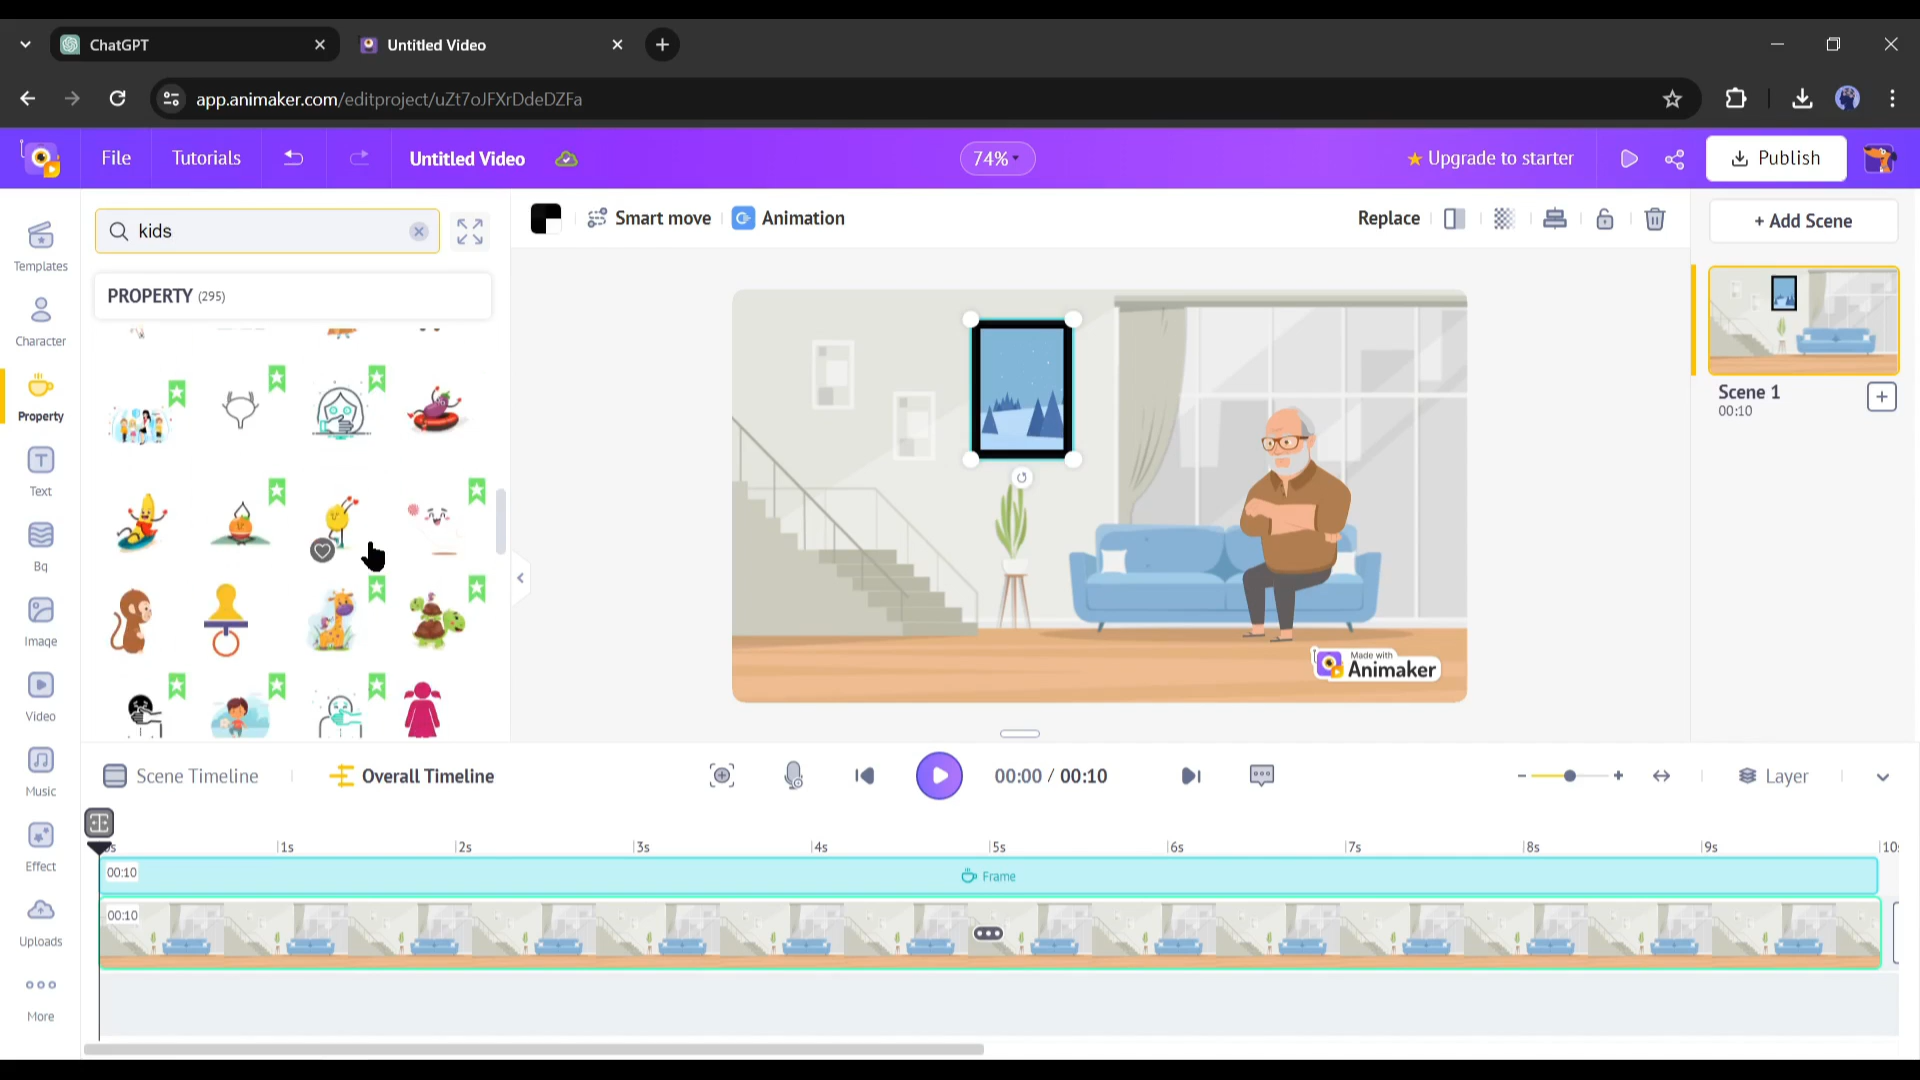 ChatGPT
Untitled Video
app.animaker.com/editproject/uZt7oJFXrDdeDZFa
File
Tutorials
Untitled Video
74%
Upgrade to starter
Publish
kids
Smart move
Animation
Replace
+ Add Scene
Templates
PROPERTY (295)
Character
Property
Scene 1
00:10
Text
Bg
Image
Made with
Animaker
Video
Scene Timeline
Overall Timeline
00:00 / 00:10
Layer
Music
1s
2s
3s
4s
5s
6s
7s
8s
9s
00:10
Frame
Effect
00:10
Uploads
More